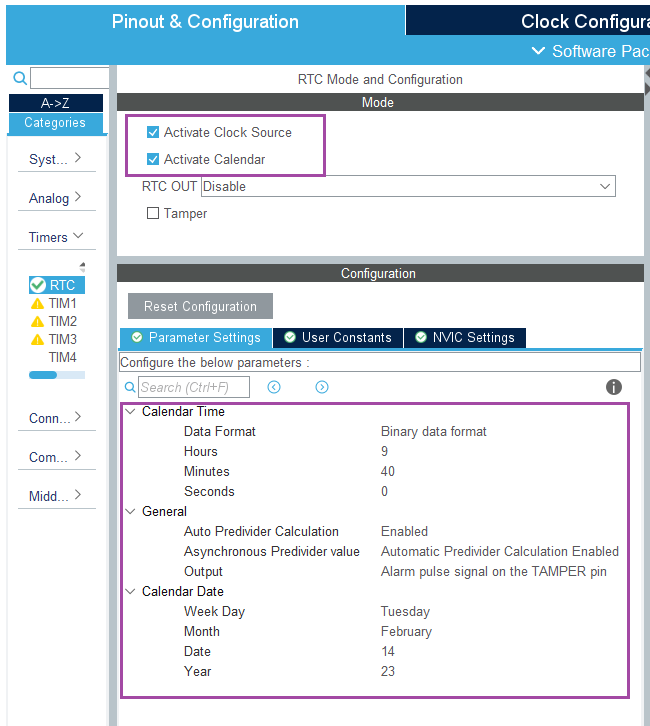 Pinout & Configuration
Clock Configura
Software Pac
RTC Mode and Configuration
Mode
A->Z
Categories
Syst...
Analog
Timers
RTC
TIM1
TIM2
TIM3
TIM4
Conn...
Com...
Midd...
Activate Clock Source
Activate Calendar
RTC OUT Disable
Tamper
Configuration
Reset Configuration
Parameter Settings User Constants NVIC Settings
Configure the below parameters :
Search (Ctrl+F)
Calendar Time
Data Format Binary data format
Hours 9
Minutes 40
Seconds 0
General
Auto Predivider Calculation Enabled
Asynchronous Predivider value Automatic Predivider Calculation Enabled
Output Alarm pulse signal on the TAMPER pin
Calendar Date
Week Day Tuesday
Month February
Date 14
Year 23